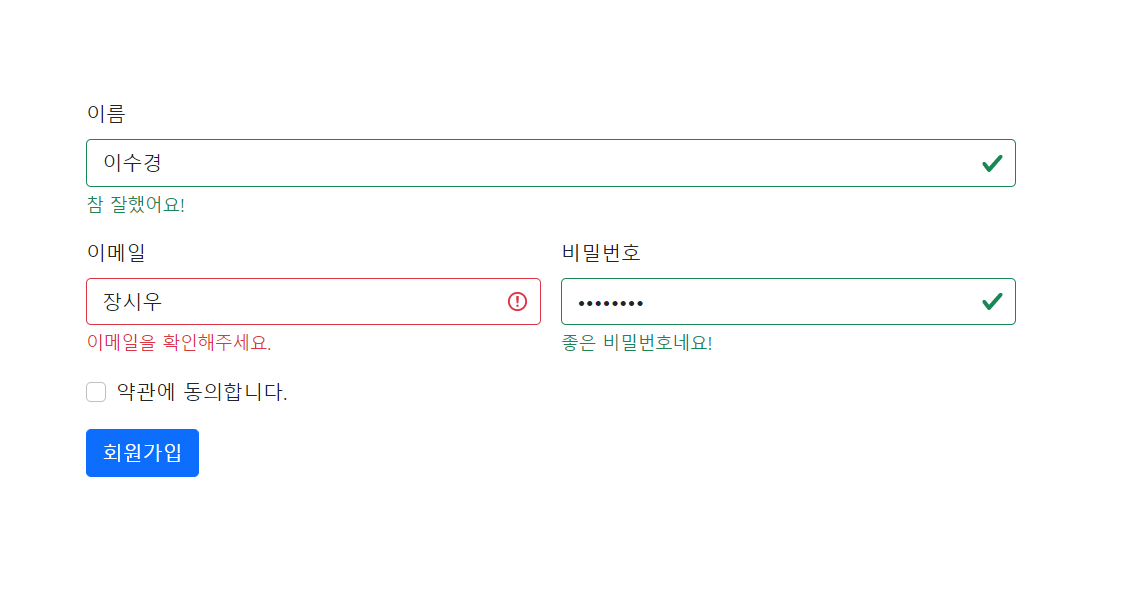 이름
이수경
참 잘했어요!
이메일 비밀번호
장시우 ••••••••
이메일을 확인해주세요. 좋은 비밀번호네요!
약관에 동의합니다.
회원가입